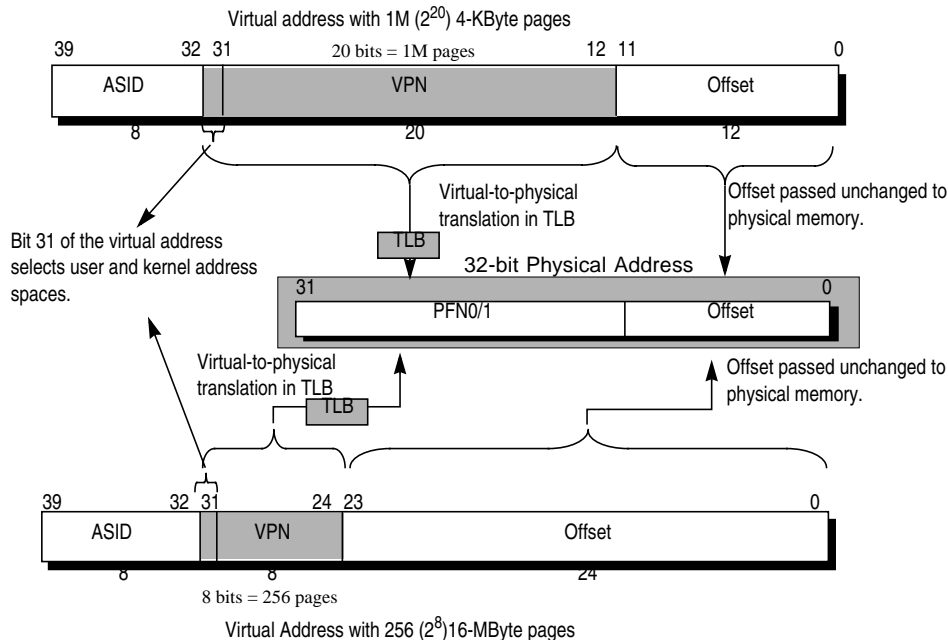 Virtual address with 1M (2²⁰) 4-KByte pages
39 32 31 20 bits = 1M pages 12 11 0
ASID VPN Offset
8 20 12
Virtual-to-physical
translation in TLB
Offset passed unchanged to
physical memory.
TLB
Bit 31 of the virtual address
selects user and kernel address
spaces.
32-bit Physical Address
31 0
PFN0/1 Offset
Virtual-to-physical
translation in TLB
TLB
Offset passed unchanged to
physical memory.
39 32 31 24 23 0
ASID VPN Offset
8 8 24
8 bits = 256 pages
Virtual Address with 256 (2⁸)16-MByte pages